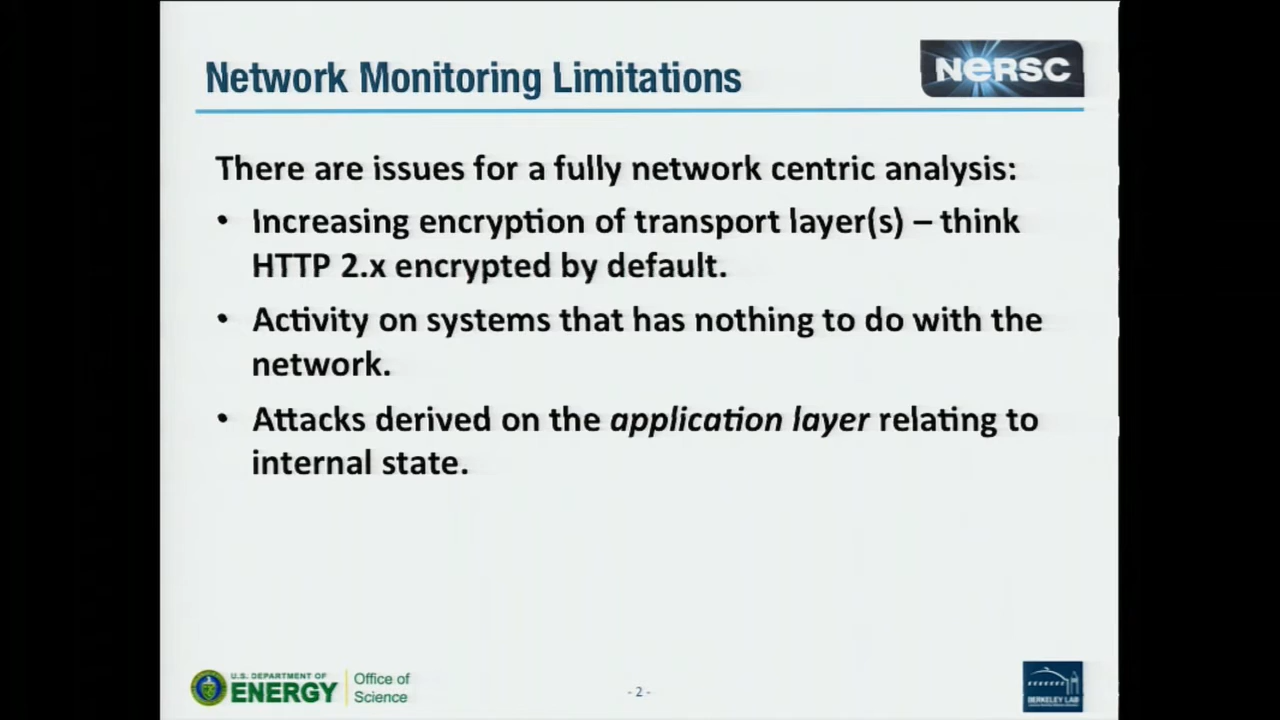 Network Monitoring Limitations
NERSC
There are issues for a fully network centric analysis:
• Increasing encryption of transport layer(s) – think
HTTP 2.x encrypted by default.
• Activity on systems that has nothing to do with the
network.
• Attacks derived on the application layer relating to
internal state.
U.S. DEPARTMENT OF
ENERGY
Office of
Science
- 2 -
BERKELEY LAB